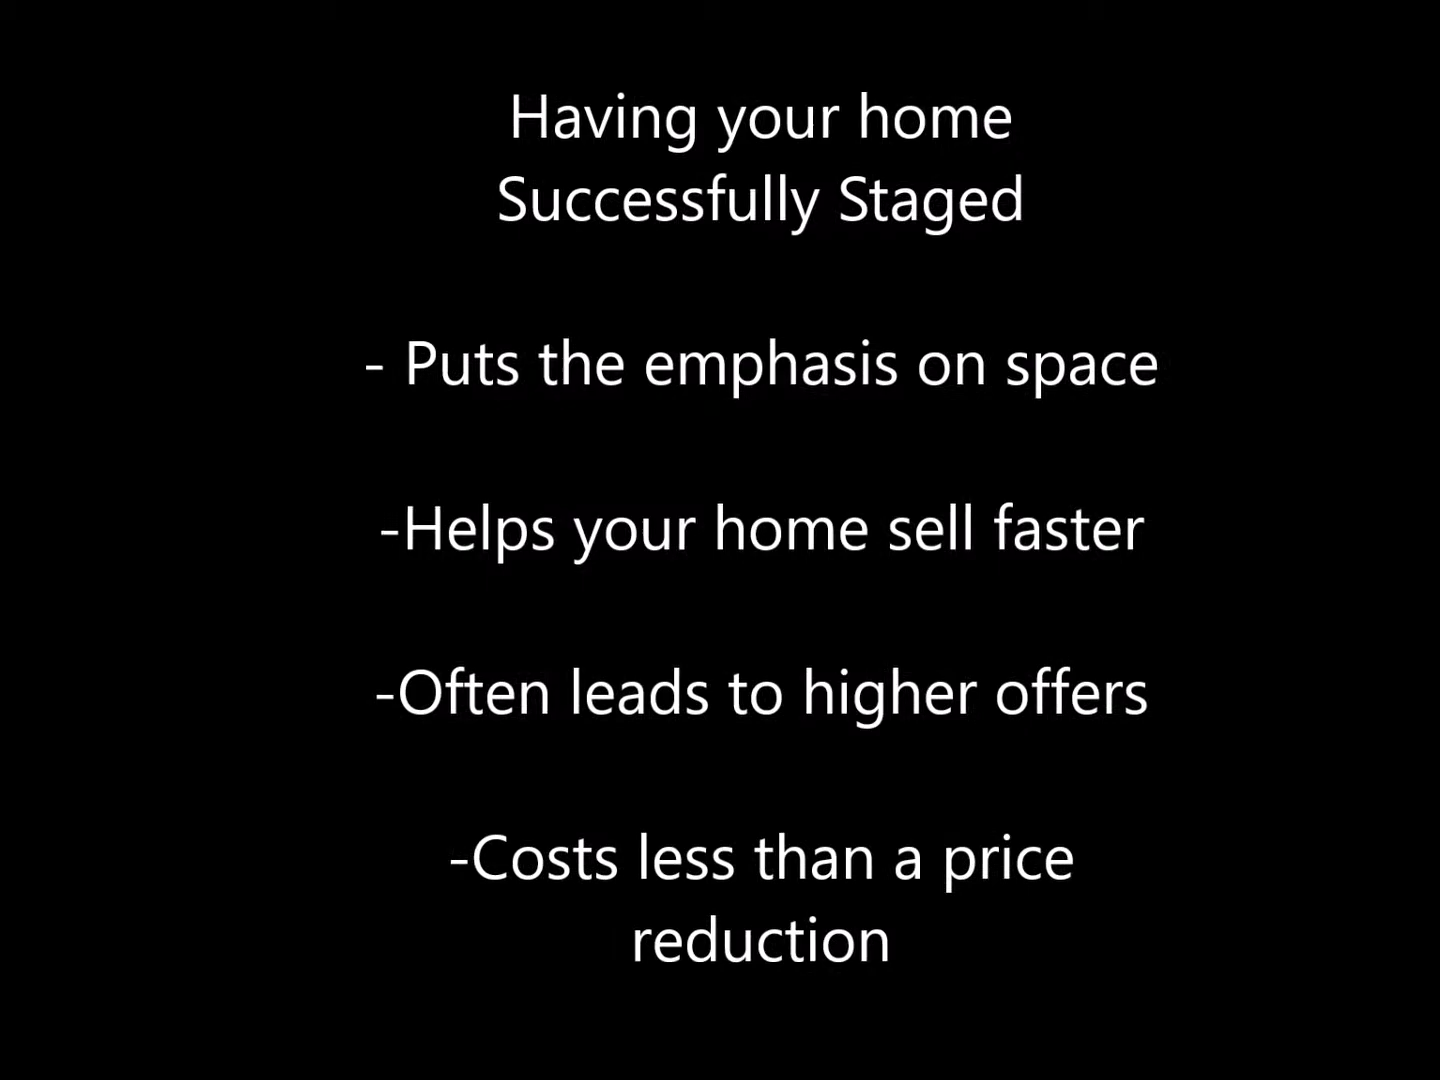 Having your home
Successfully Staged
- Puts the emphasis on space
-Helps your home sell faster
-Often leads to higher offers
-Costs less than a price
reduction